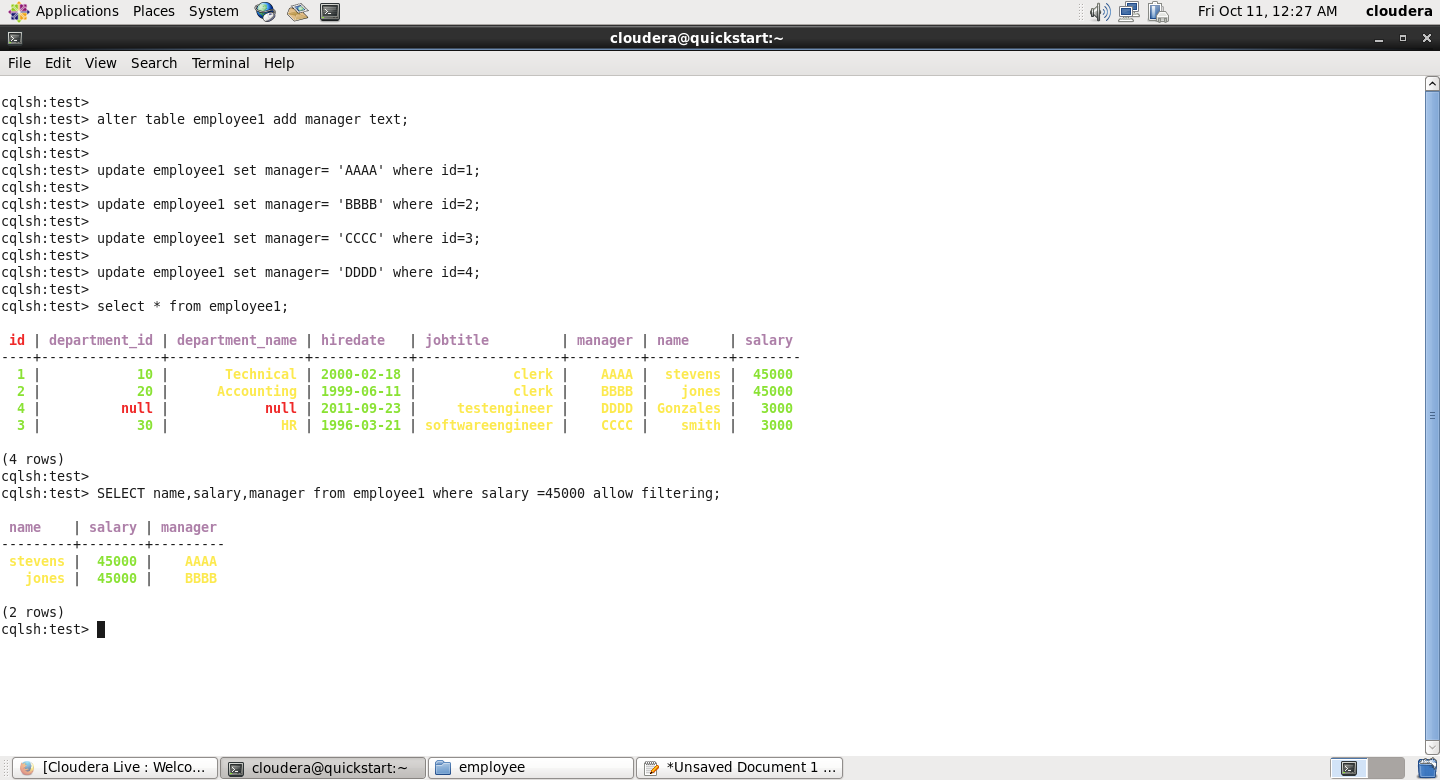 Applications Places System Fri Oct 11, 12:27 AM cloudera
cloudera@quickstart:~
File Edit View Search Terminal Help
cqlsh:test>
cqlsh:test> alter table employee1 add manager text;
cqlsh:test>
cqlsh:test>
cqlsh:test> update employee1 set manager= 'AAAA' where id=1;
cqlsh:test>
cqlsh:test> update employee1 set manager= 'BBBB' where id=2;
cqlsh:test>
cqlsh:test> update employee1 set manager= 'CCCC' where id=3;
cqlsh:test>
cqlsh:test> update employee1 set manager= 'DDDD' where id=4;
cqlsh:test>
cqlsh:test> select * from employee1;
 id | department_id | department_name | hiredate   | jobtitle         | manager | name     | salary
----+---------------+-----------------+------------+------------------+---------+----------+--------
  1 |            10 |       Technical | 2000-02-18 |            clerk |    AAAA |  stevens |  45000
  2 |            20 |      Accounting | 1999-06-11 |            clerk |    BBBB |    jones |  45000
  4 |          null |            null | 2011-09-23 |     testengineer |    DDDD | Gonzales |   3000
  3 |            30 |              HR | 1996-03-21 | softwareengineer |    CCCC |    smith |   3000
(4 rows)
cqlsh:test>
cqlsh:test> SELECT name,salary,manager from employee1 where salary =45000 allow filtering;
 name    | salary | manager
---------+--------+---------
 stevens |  45000 |    AAAA
   jones |  45000 |    BBBB
(2 rows)
cqlsh:test>
[Cloudera Live : Welco... cloudera@quickstart:~ employee *Unsaved Document 1 ...